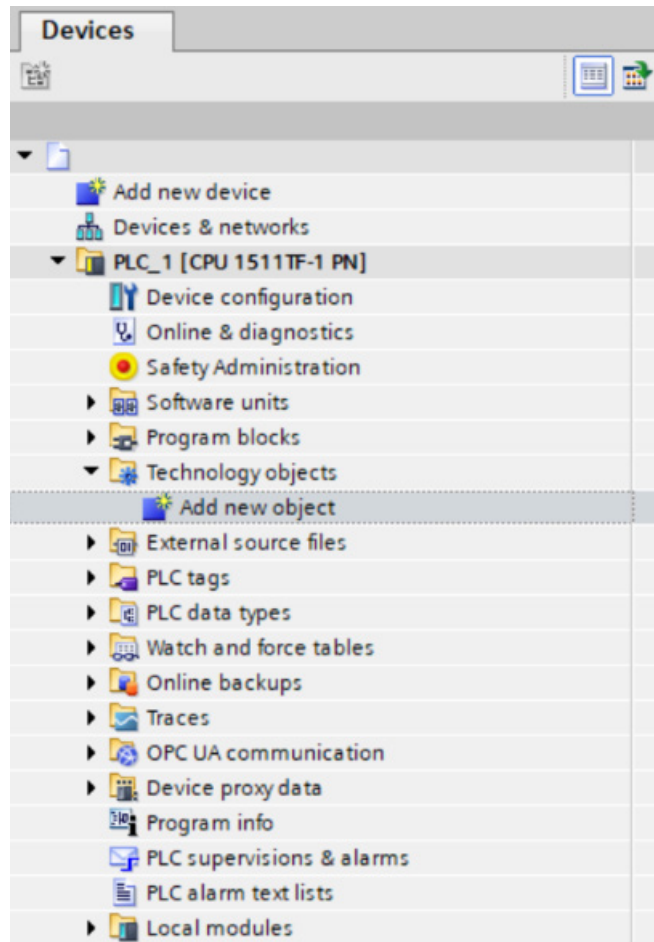 Devices
Add new device
Devices & networks
PLC_1 [CPU 1511TF-1 PN]
Device configuration
Online & diagnostics
Safety Administration
Software units
Program blocks
Technology objects
Add new object
External source files
PLC tags
PLC data types
Watch and force tables
Online backups
Traces
OPC UA communication
Device proxy data
Program info
PLC supervisions & alarms
PLC alarm text lists
Local modules